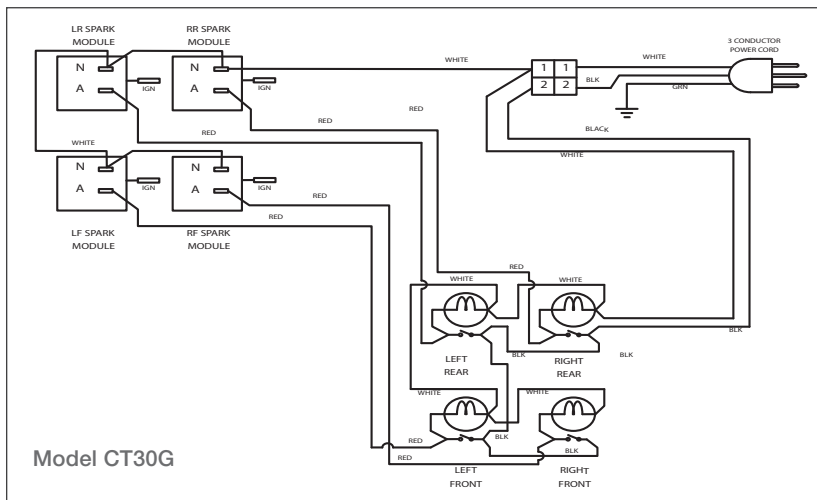 LR SPARK
MODULE
RR SPARK
MODULE
3 CONDUCTOR
POWER CORD
N
A
IGN
N
A
IGN
WHITE
1 1
2 2
WHITE
BLK
GRN
RED
RED
RED
RED
BLACK
WHITE
WHITE
N
A
IGN
N
A
IGN
RED
RED
RED
LF SPARK
MODULE
RF SPARK
MODULE
RED
WHITE
WHITE
BLK
BLK
BLK
LEFT
REAR
RIGHT
REAR
WHITE
WHITE
RED
BLK
BLK
RED
LEFT
FRONT
RIGHT
FRONT
Model CT30G